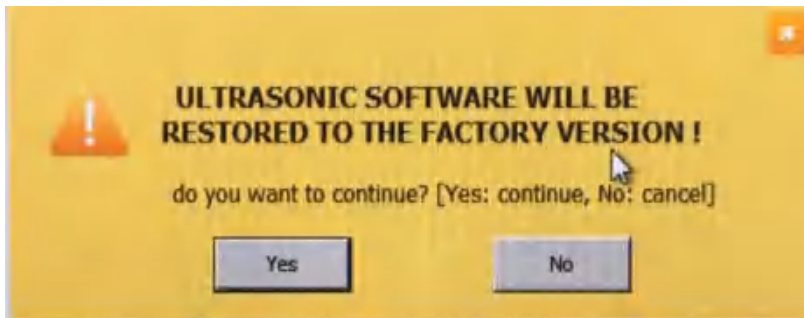 ULTRASONIC SOFTWARE WILL BE
RESTORED TO THE FACTORY VERSION !
do you want to continue? [Yes: continue, No: cancel]
Yes
No